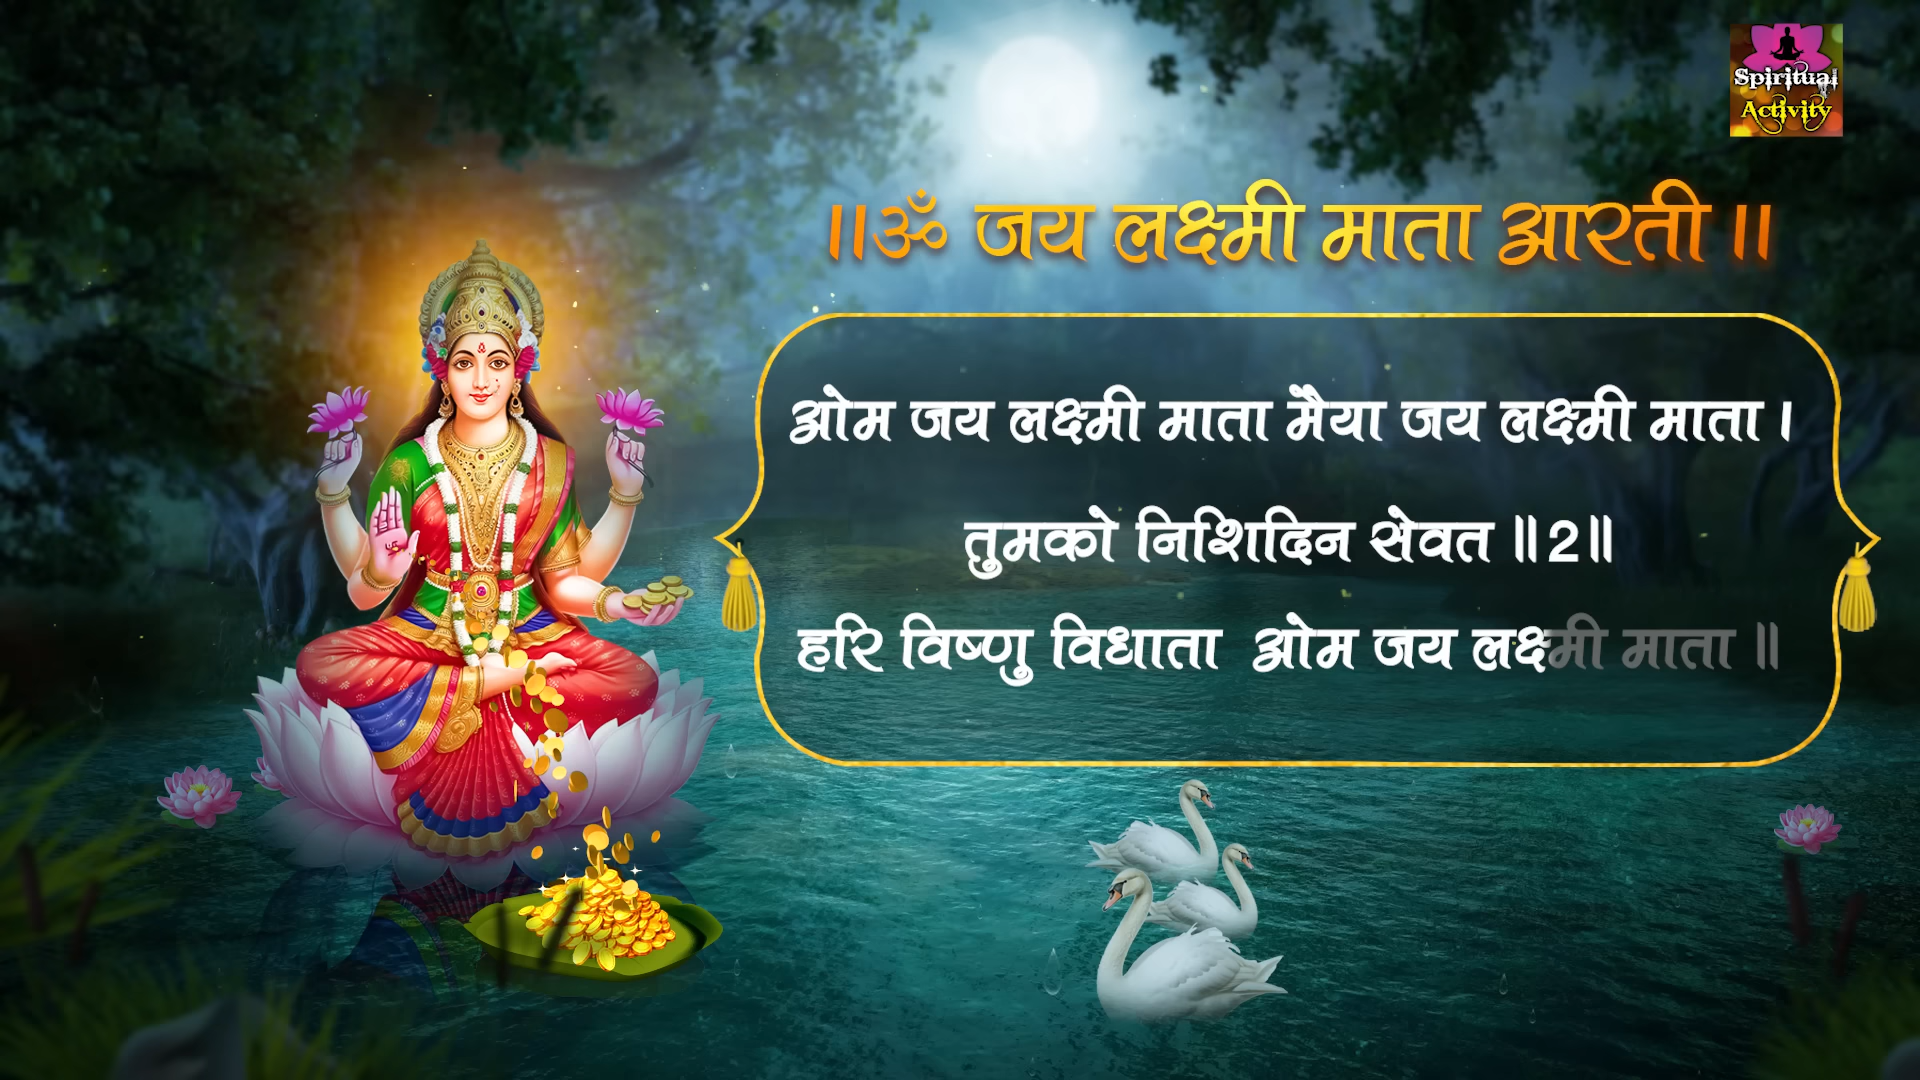 Spiritual
Activity
॥ॐ जय लक्ष्मी माता आरती ॥
ओम जय लक्ष्मी माता मैया जय लक्ष्मी माता ।
तुमको निशिदिन सेवत ॥2॥
हरि विष्णु विधाता ओम जय लक्ष्मी माता ॥